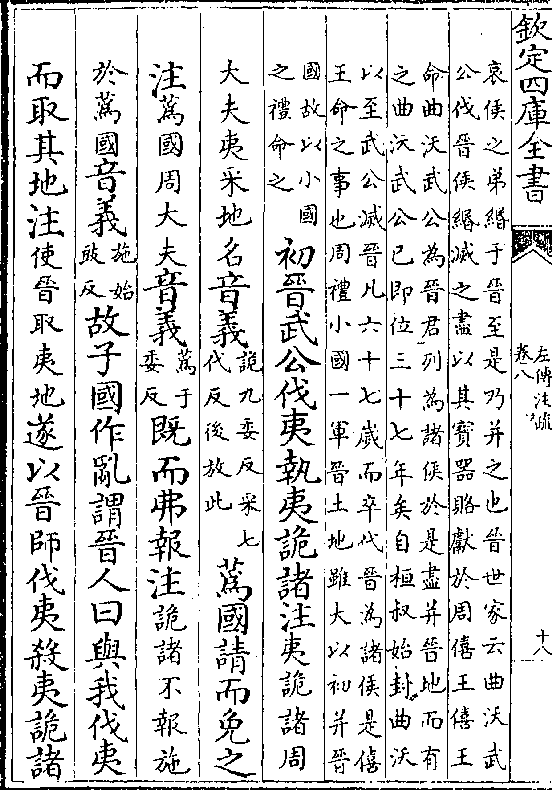 欽定四庫全書
左傳注疏
卷八
十八
哀侯之弟緡于晉至是乃并之也晉世家云曲沃武
公伐晉侯緡滅之盡以其寶器賂獻於周僖王僖王
命曲沃武公為晉君列為諸侯於是盡并晉地而有
之曲沃武公已即位三十七年矣自桓叔始封曲沃
以至武公滅晉凡六十七歲而卒代晉為諸侯是僖
王命之事也周禮小國一軍晉土地雖大以初并晉
國故以小國
之禮命之
初晉武公伐夷執夷詭諸注夷詭諸周
大夫夷采地名音義詭九委反采七
代反後放此
蒍國請而免之
注蒍國周大夫音義蒍于
委反
既而弗報注詭諸不報施
於蒍國音義施始
豉反
故子國作亂謂晉人曰與我伐夷
而取其地注使晉取夷地遂以晉師伐夷殺夷詭諸